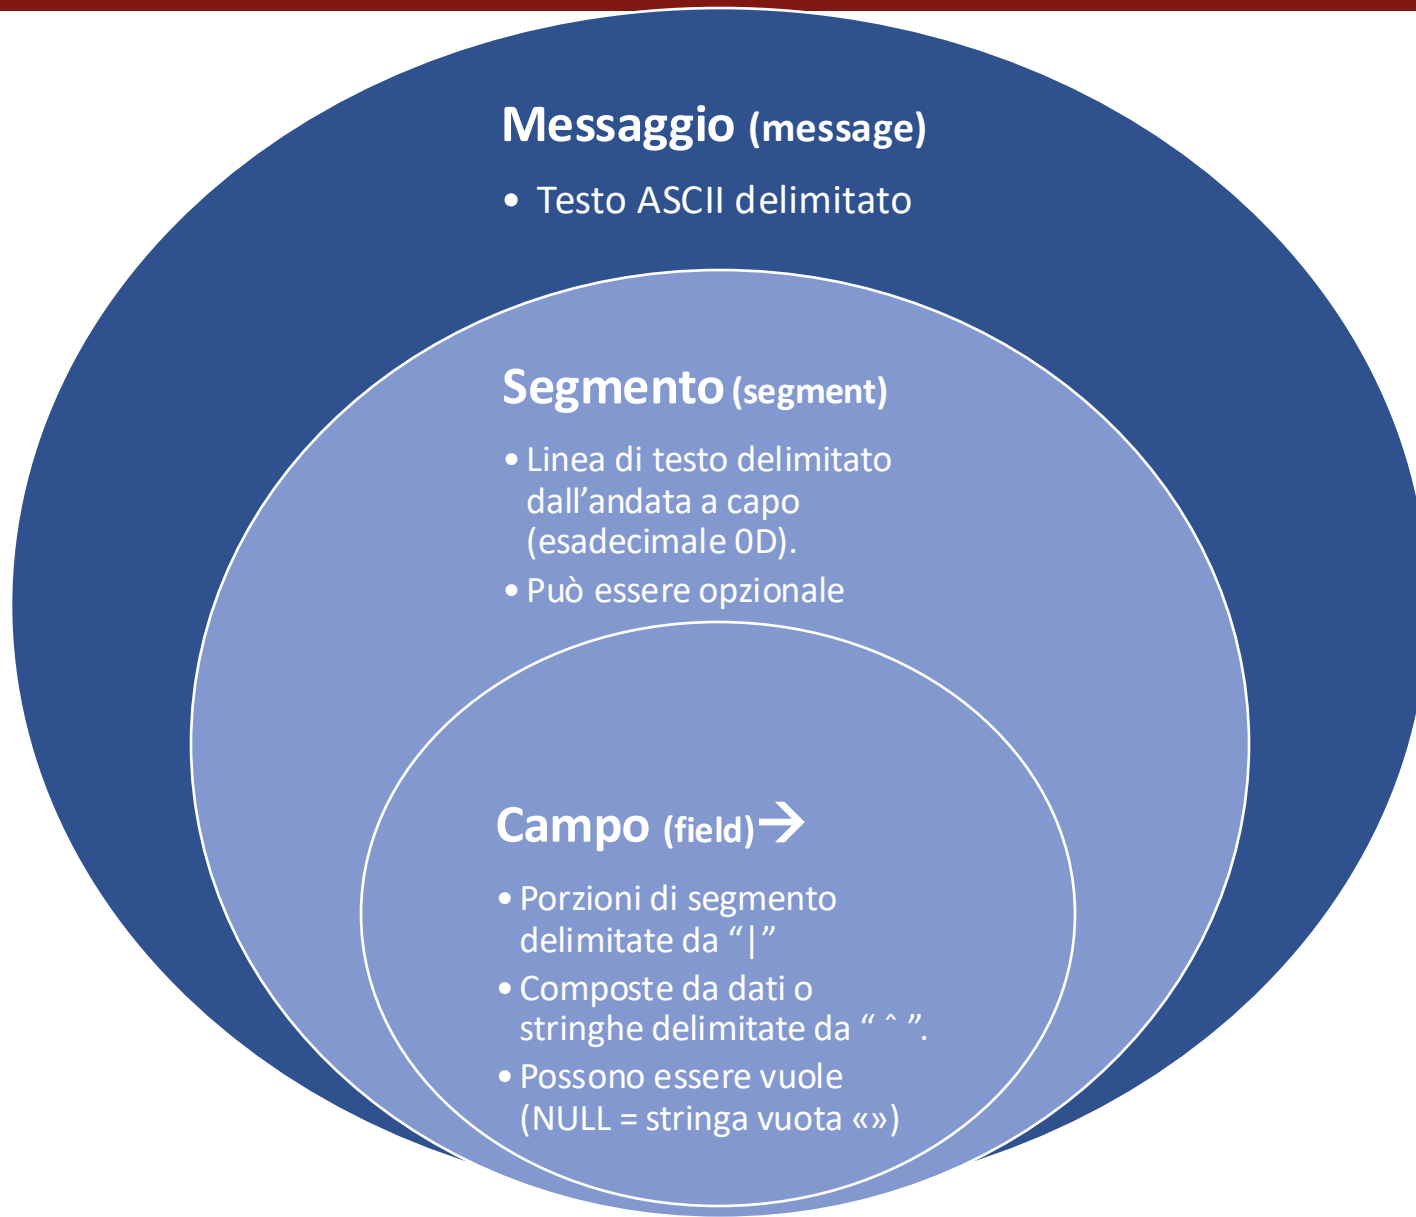 Messaggio (message)
• Testo ASCII delimitato
Segmento (segment)
• Linea di testo delimitato
dall’andata a capo
(esadecimale 0D).
• Può essere opzionale
Campo (field)→
• Porzioni di segmento
delimitate da “|”
• Composte da dati o
stringhe delimitate da “ ˆ ”.
• Possono essere vuole
(NULL = stringa vuota «»)